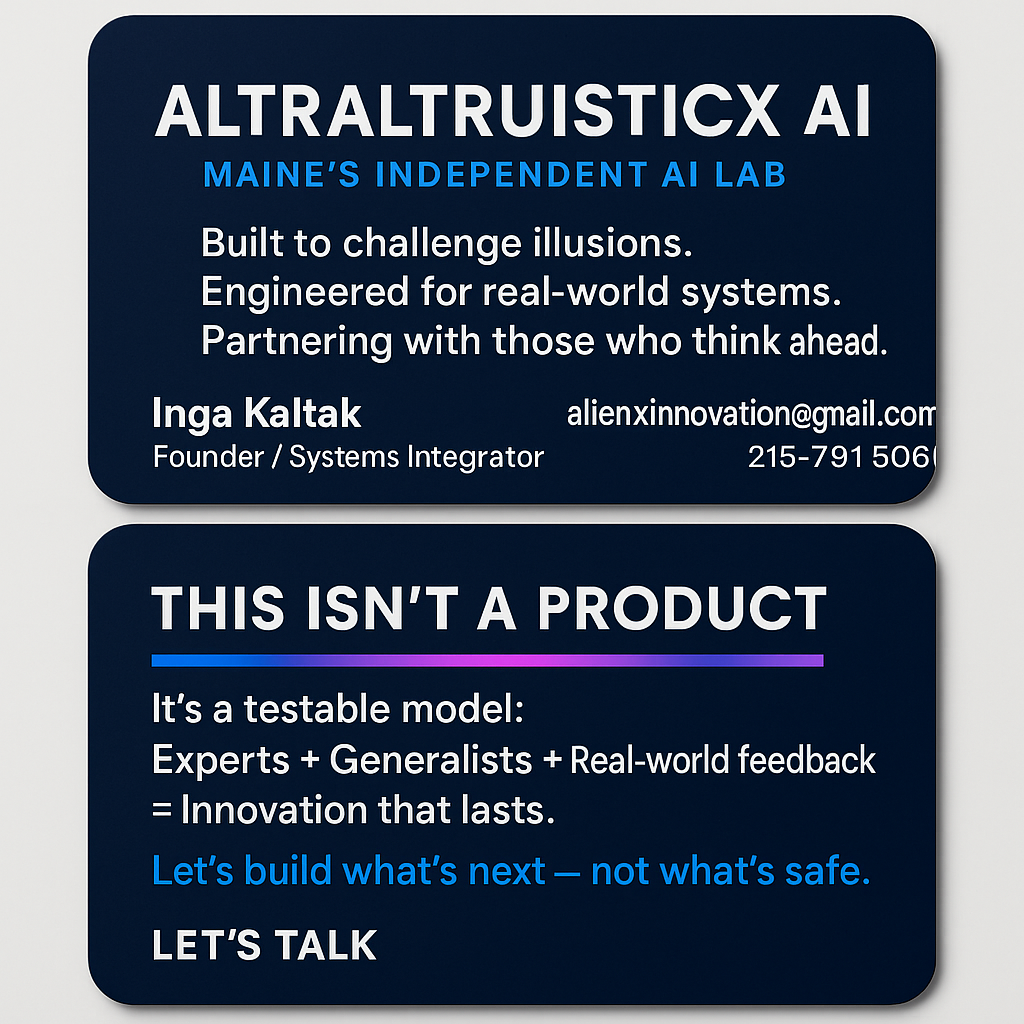 ALTRALTRUISTICX AI
MAINE'S INDEPENDENT AI LAB
Built to challenge illusions.
Engineered for real-world systems.
Partnering with those who think ahead.
Inga Kaltak
Founder / Systems Integrator
alienxinnovation@gmail.com
215-791 506
THIS ISN'T A PRODUCT
It's a testable model:
Experts + Generalists + Real-world feedback
= Innovation that lasts.
Let's build what's next — not what's safe.
LET'S TALK